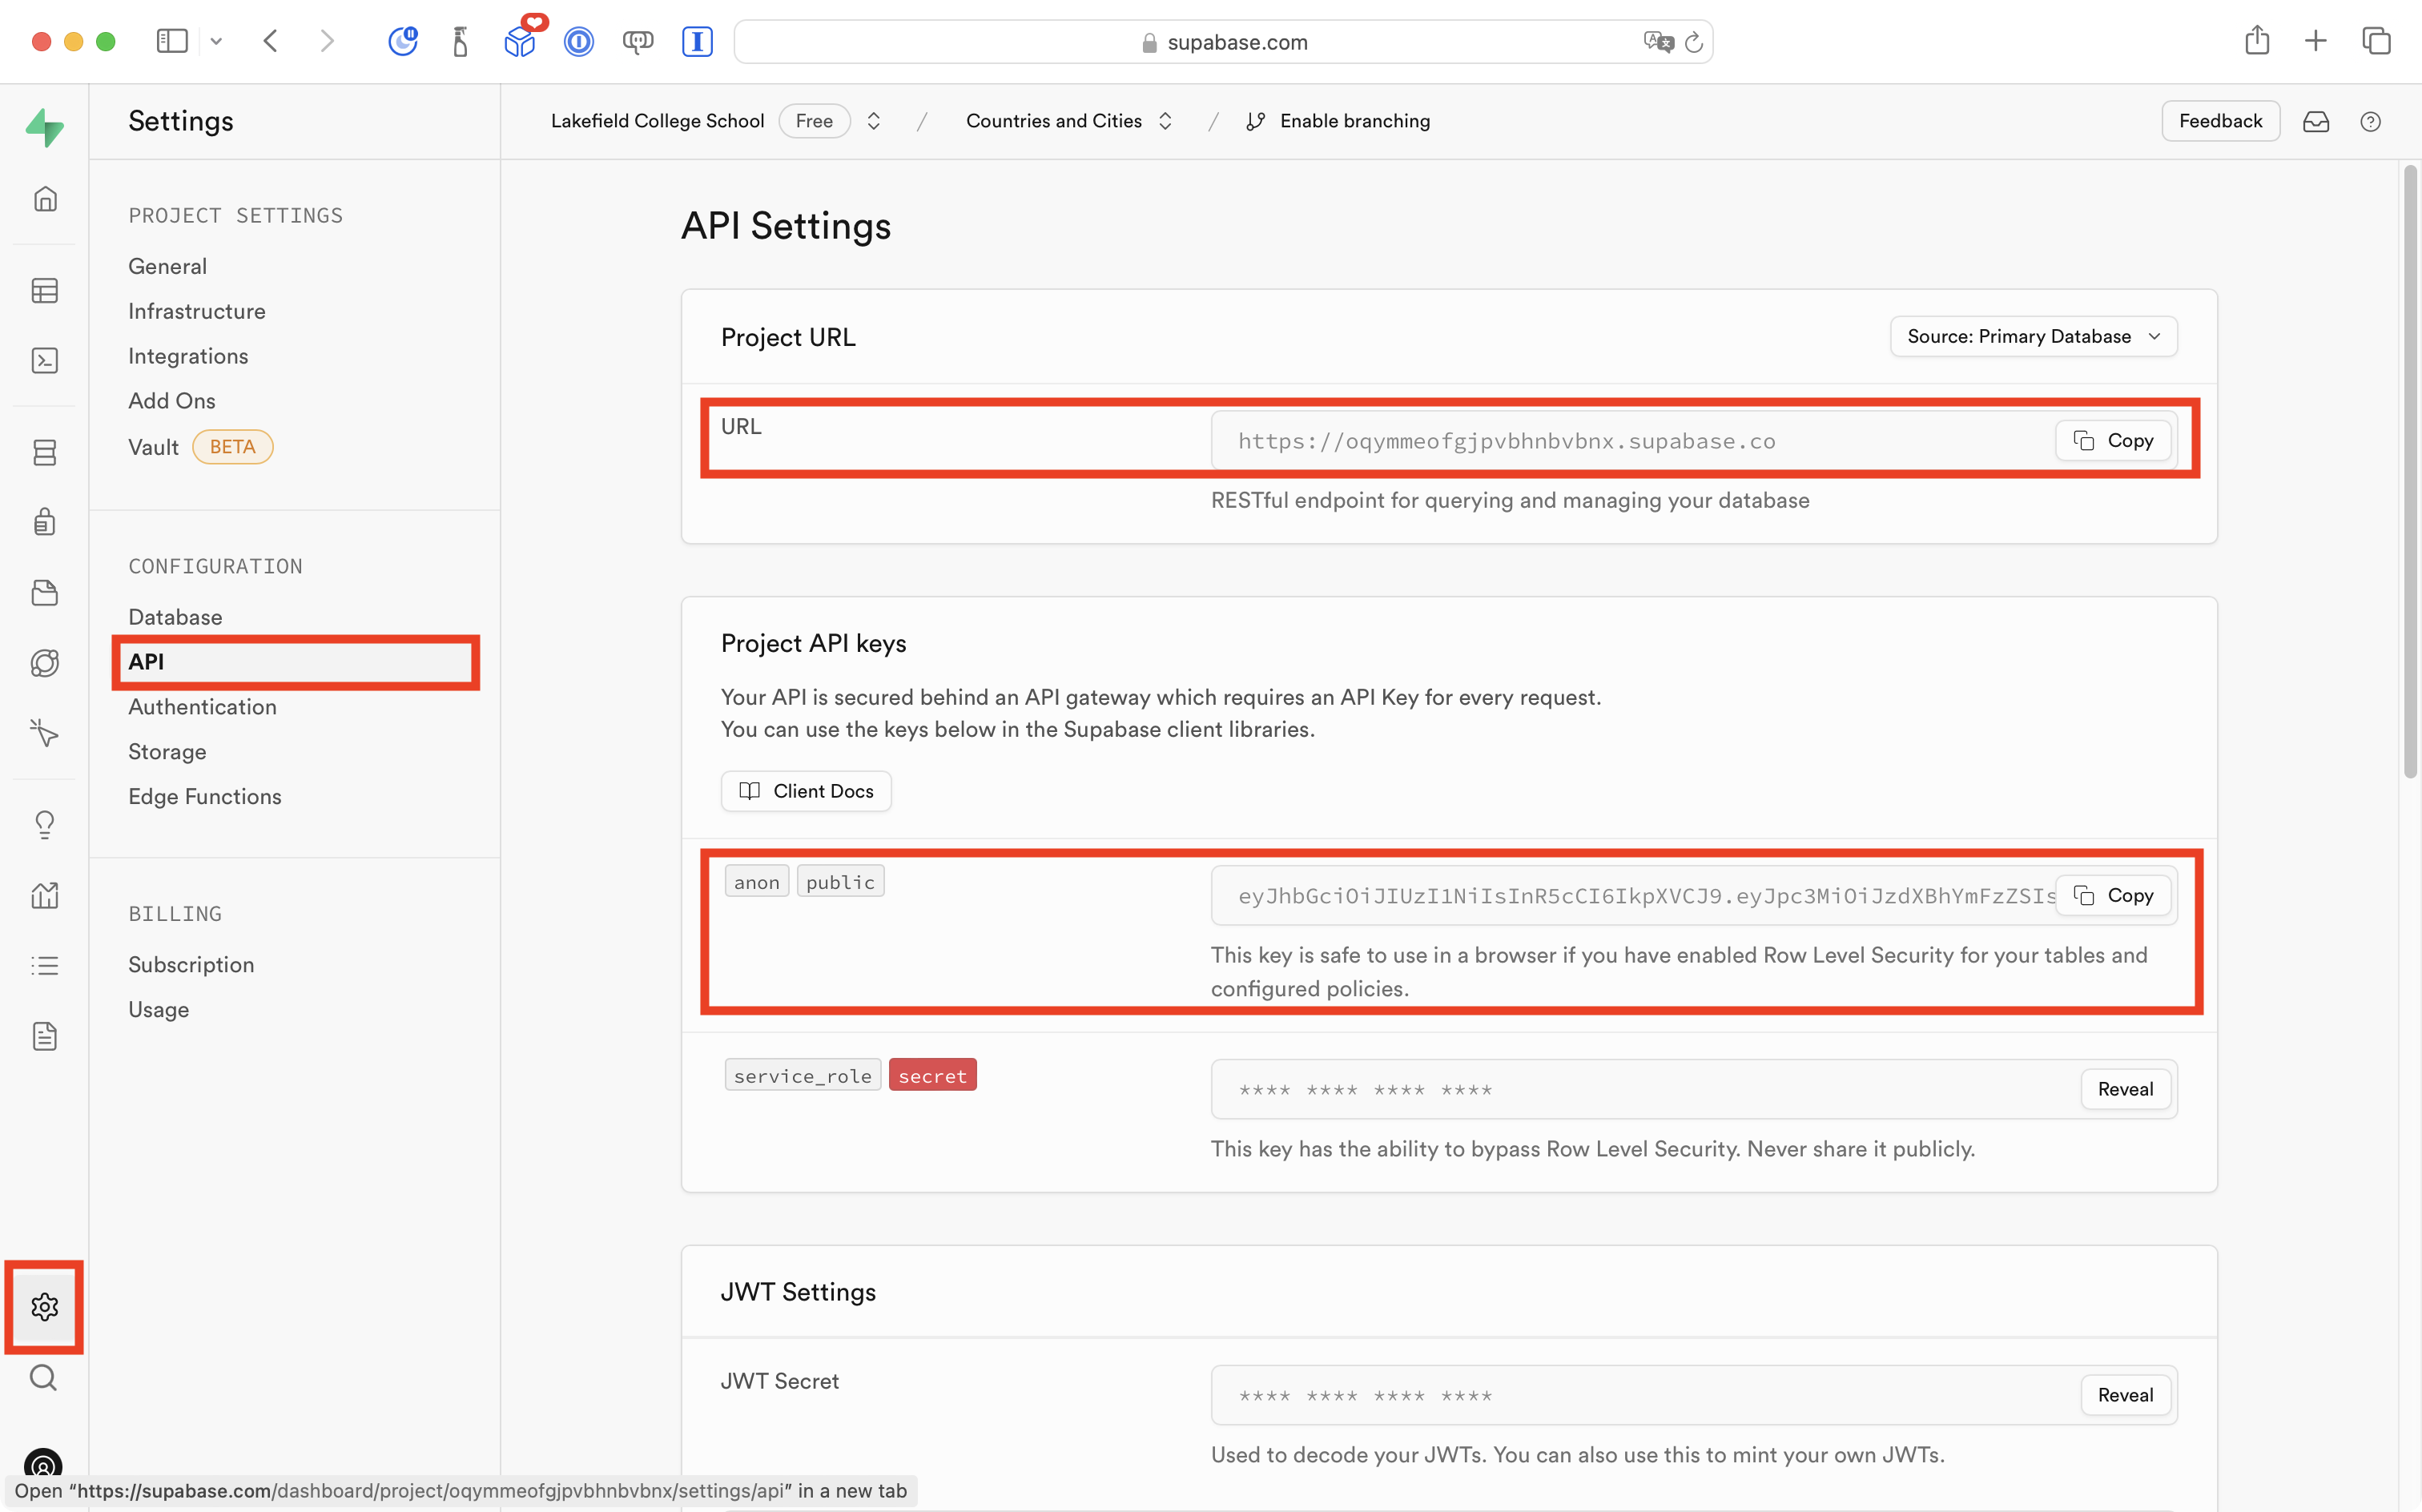 supabase.com
Settings
Lakefield College School Free / Countries and Cities / Enable branching
Feedback
PROJECT SETTINGS
General
Infrastructure
Integrations
Add Ons
Vault BETA
CONFIGURATION
Database
API
Authentication
Storage
Edge Functions
BILLING
Subscription
Usage
API Settings
Project URL
Source: Primary Database
URL
https://oqymmeofgjpvbhnbvbnx.supabase.co
Copy
RESTful endpoint for querying and managing your database
Project API keys
Your API is secured behind an API gateway which requires an API Key for every request.
You can use the keys below in the Supabase client libraries.
Client Docs
anon public
eyJhbGciOiJIUzI1NiIsInR5cCI6IkpXVCJ9.eyJpc3MiOiJzdXBhYmFzZSIs
Copy
This key is safe to use in a browser if you have enabled Row Level Security for your tables and
configured policies.
service_role secret
**** **** **** ****
Reveal
This key has the ability to bypass Row Level Security. Never share it publicly.
JWT Settings
JWT Secret
**** **** **** ****
Reveal
Used to decode your JWTs. You can also use this to mint your own JWTs.
Open “https://supabase.com/dashboard/project/oqymmeofgjpvbhnbvbnx/settings/api” in a new tab